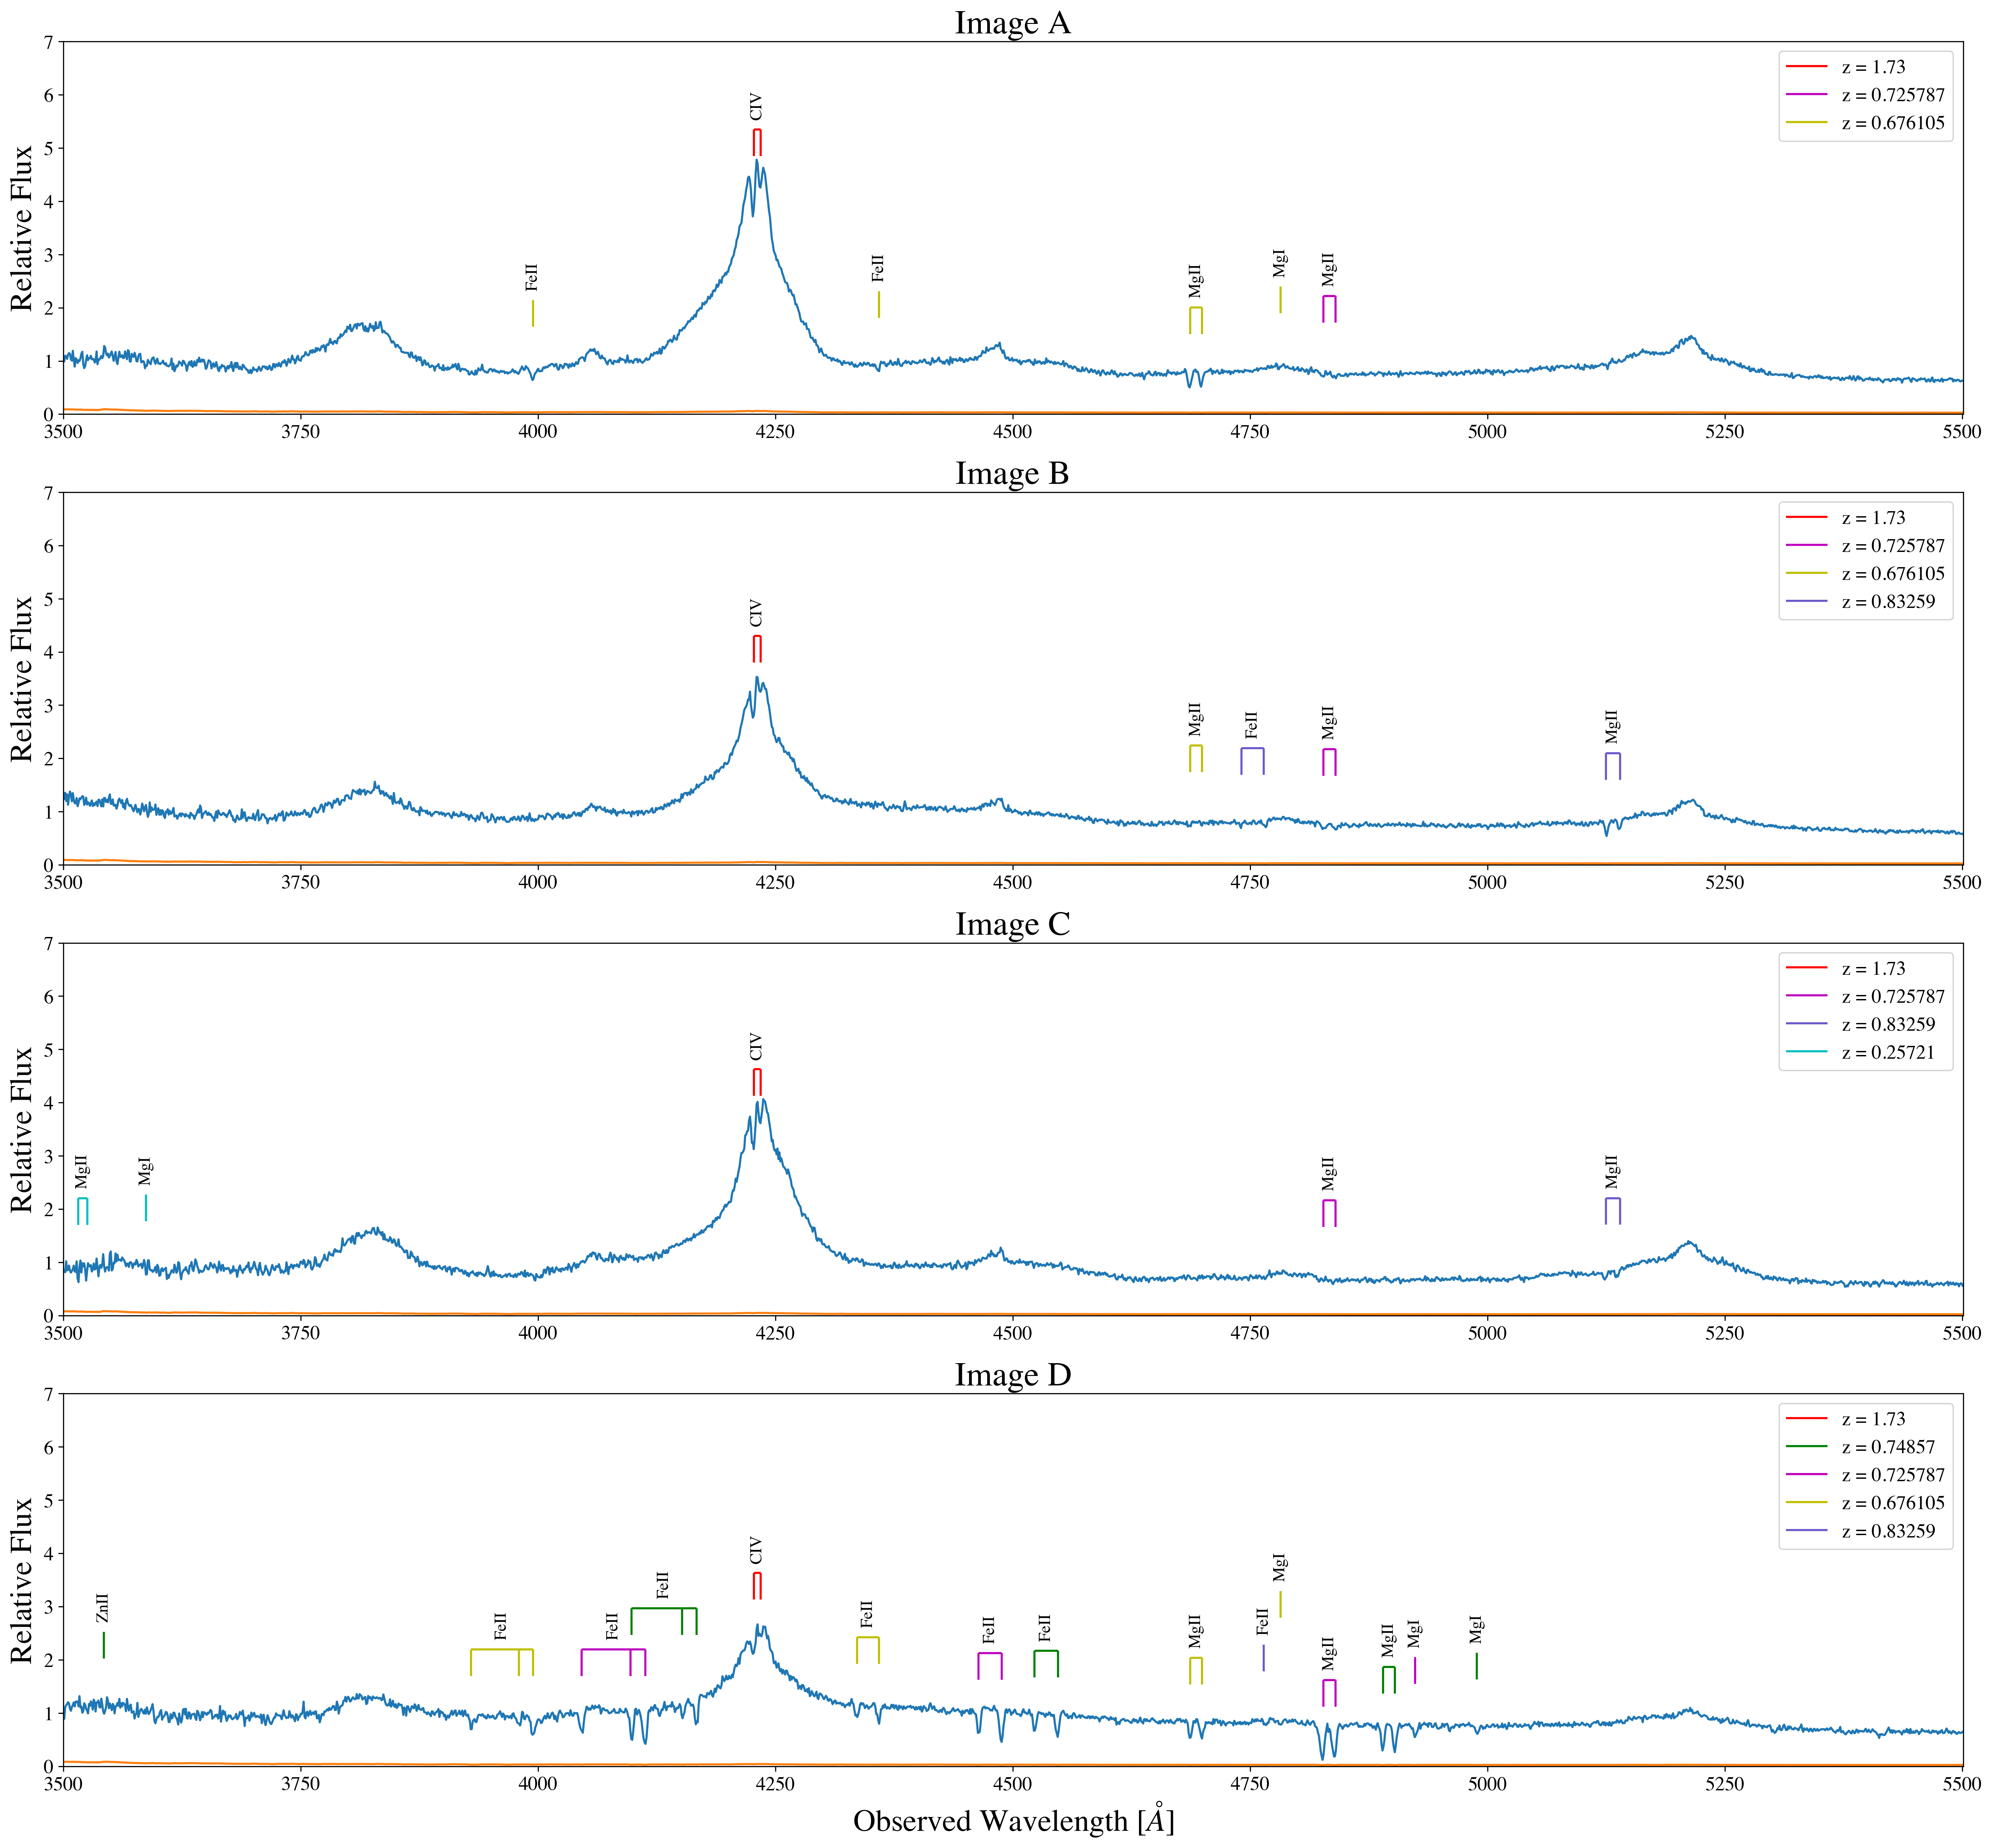 Image A
Relative Flux
7
6
5
4
3
2
1
0
CIV
FeII
FeII
MgII
MgI
MgII
z = 1.73
z = 0.725787
z = 0.676105
3500 3750 4000 4250 4500 4750 5000 5250 5500
Image B
Relative Flux
7
6
5
4
3
2
1
0
CIV
MgII
FeII
MgII
MgII
z = 1.73
z = 0.725787
z = 0.676105
z = 0.83259
3500 3750 4000 4250 4500 4750 5000 5250 5500
Image C
Relative Flux
7
6
5
4
3
2
1
0
MgII
MgI
CIV
MgII
MgII
z = 1.73
z = 0.725787
z = 0.83259
z = 0.25721
3500 3750 4000 4250 4500 4750 5000 5250 5500
Image D
Relative Flux
7
6
5
4
3
2
1
0
ZnII
FeII
FeII
FeII
CIV
FeII
FeII
FeII
MgII
FeII
MgI
MgII
MgII
MgI
MgI
z = 1.73
z = 0.74857
z = 0.725787
z = 0.676105
z = 0.83259
3500 3750 4000 4250 4500 4750 5000 5250 5500
Observed Wavelength [Å]